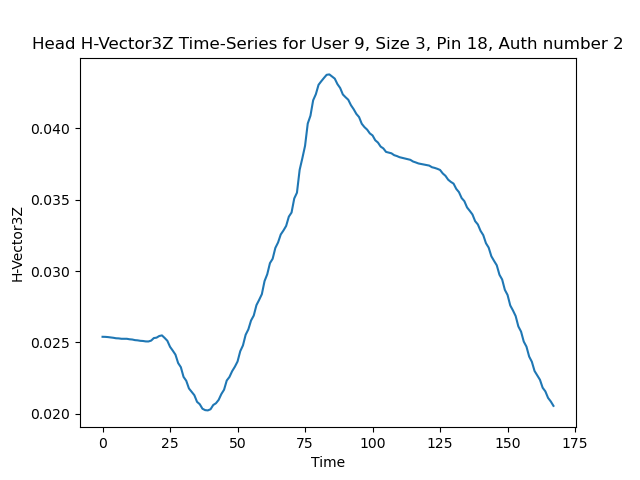 Head H-Vector3Z Time-Series for User 9, Size 3, Pin 18, Auth number 2
0.040
0.035
0.030
0.025
0.020
H-Vector3Z
0 25 50 75 100 125 150 175
Time